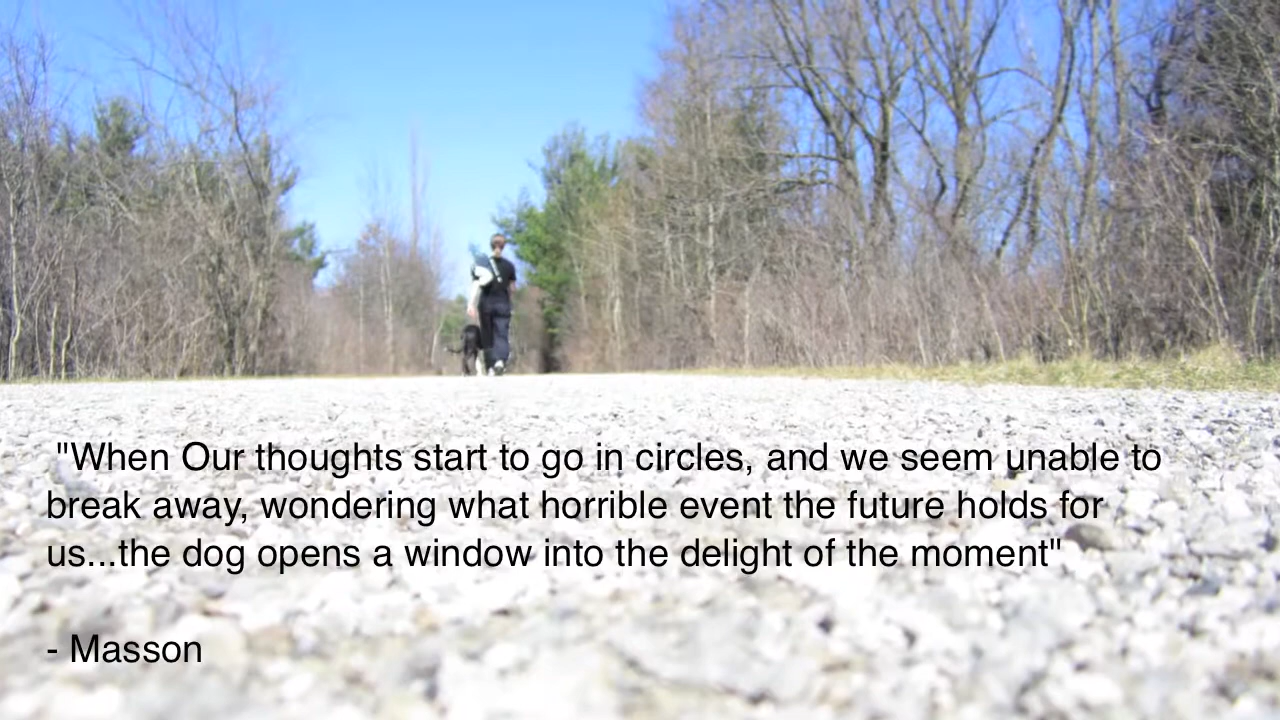 "When Our thoughts start to go in circles, and we seem unable to
break away, wondering what horrible event the future holds for
us...the dog opens a window into the delight of the moment"
- Masson